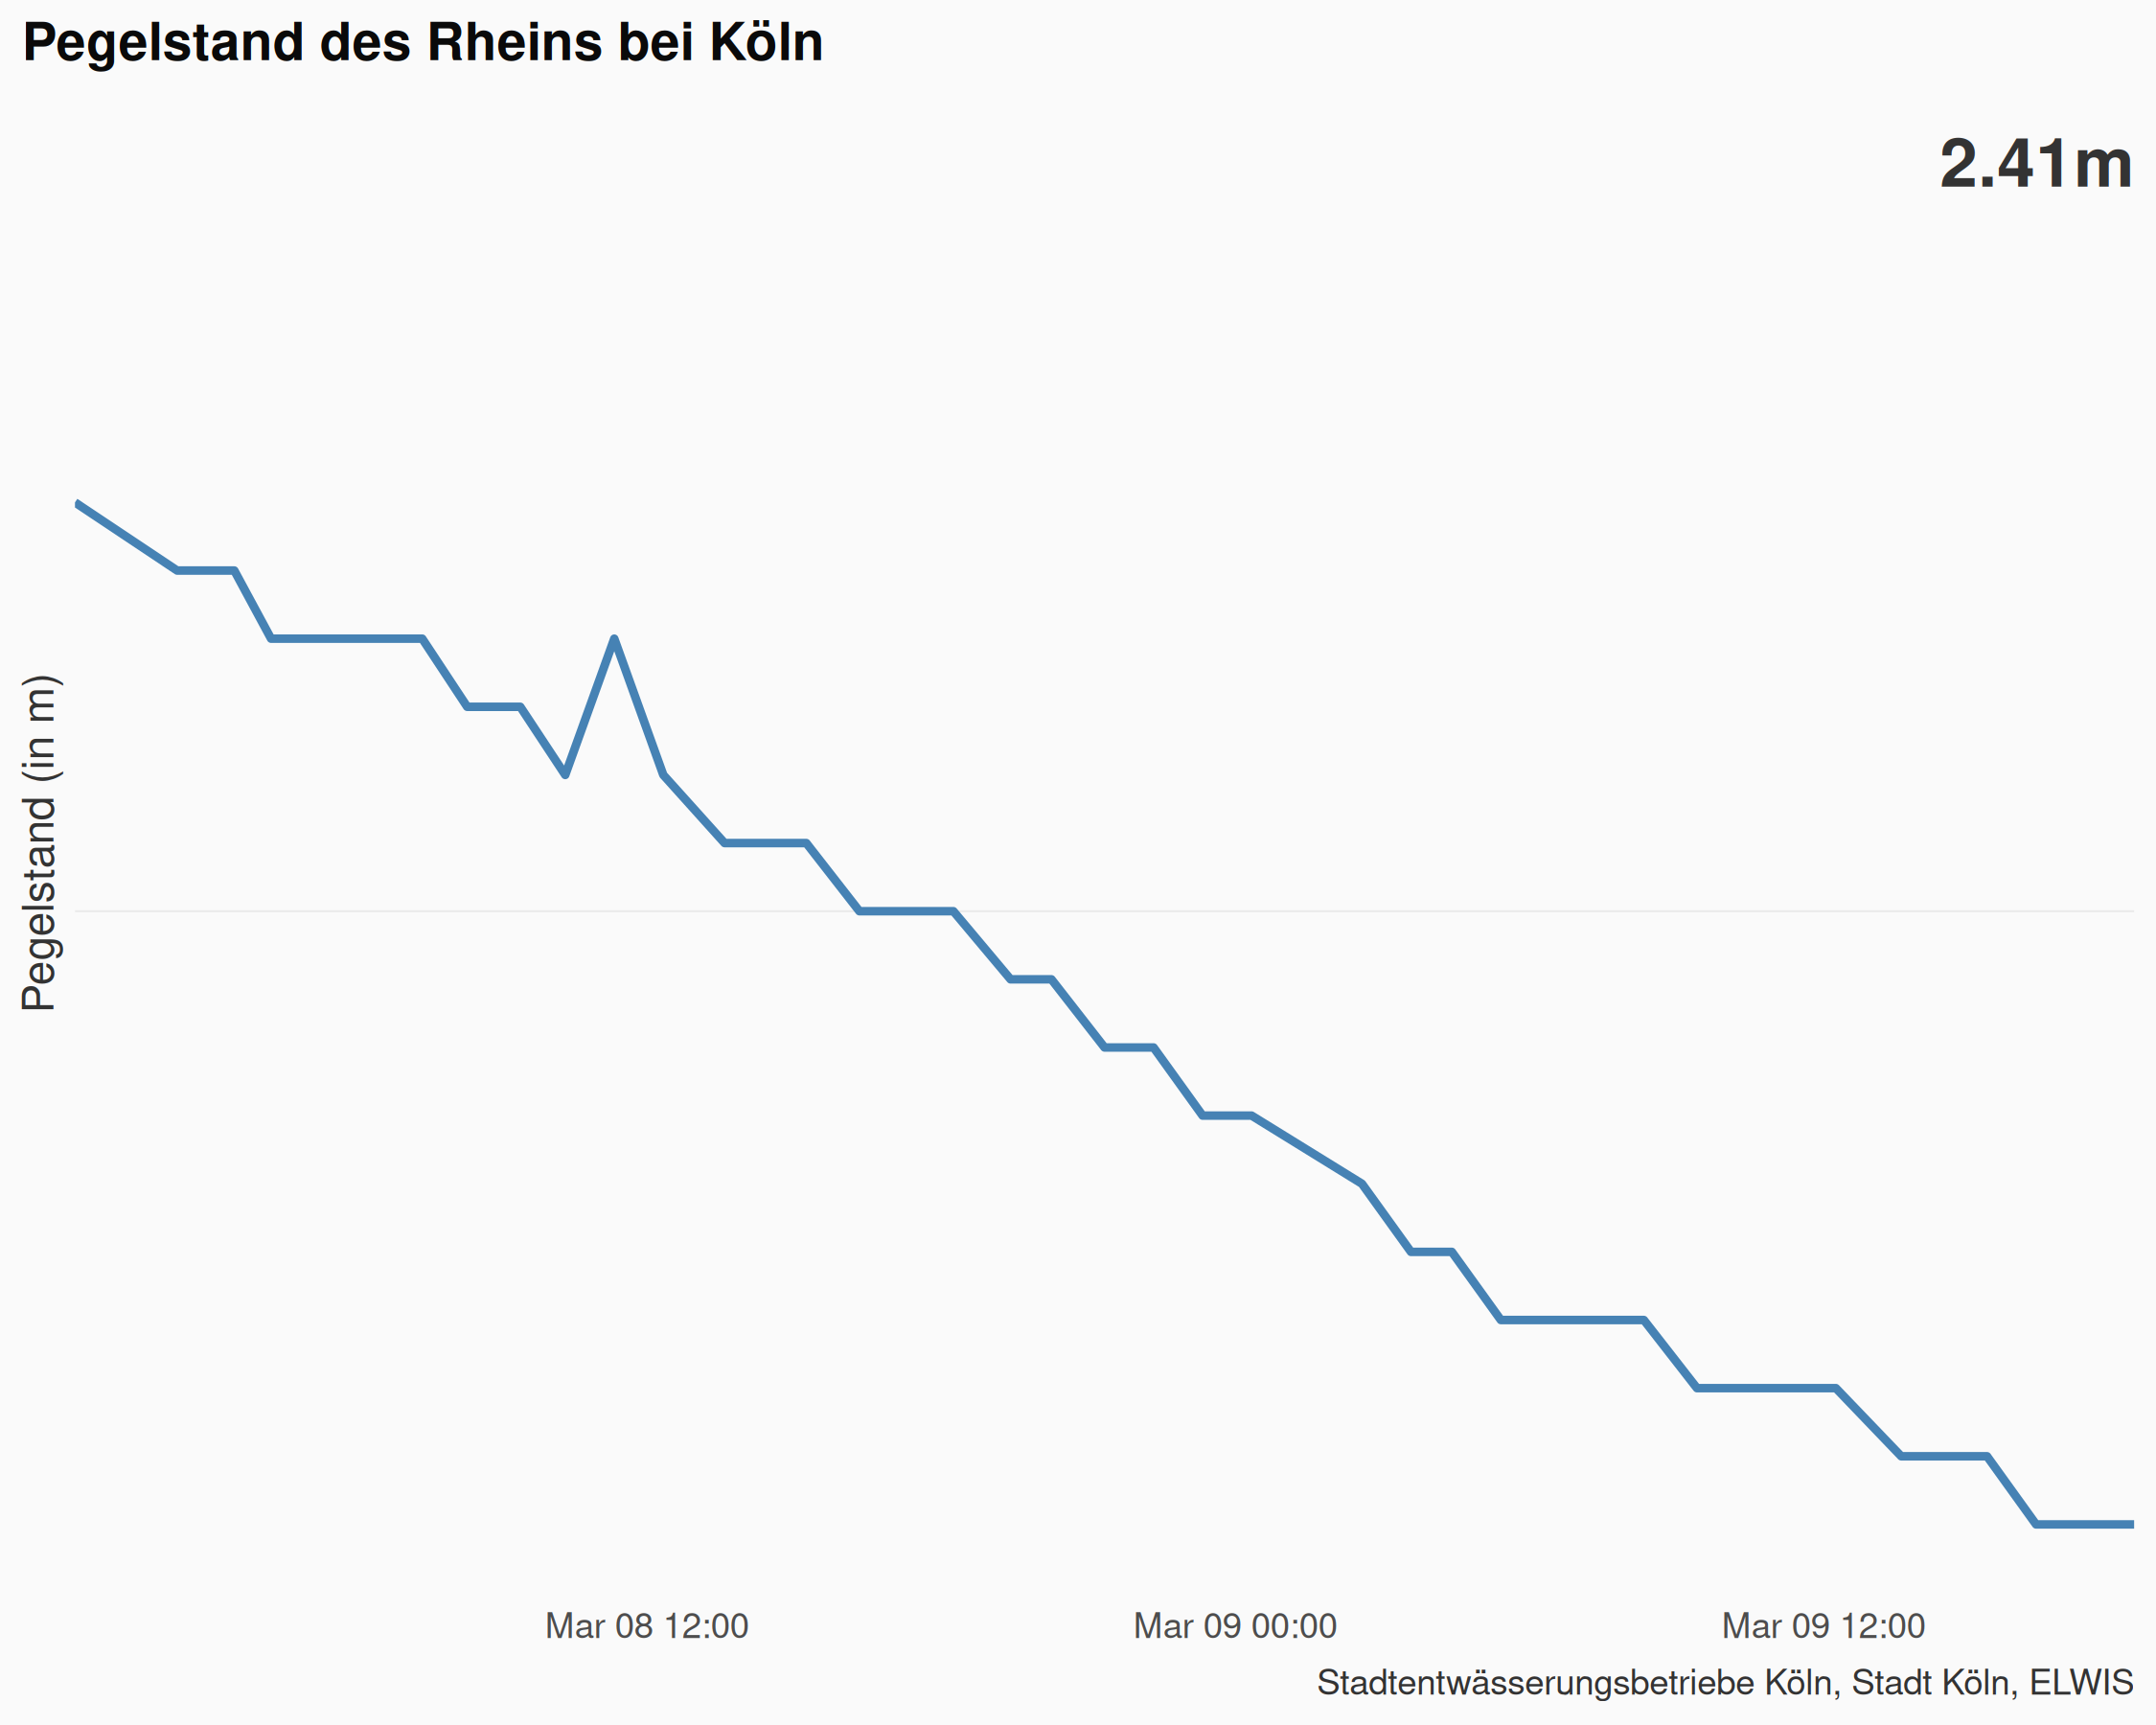 Pegelstand des Rheins bei Köln
2.41m
Pegelstand (in m)
Mar 08 12:00
Mar 09 00:00
Mar 09 12:00
Stadtentwässerungsbetriebe Köln, Stadt Köln, ELWIS